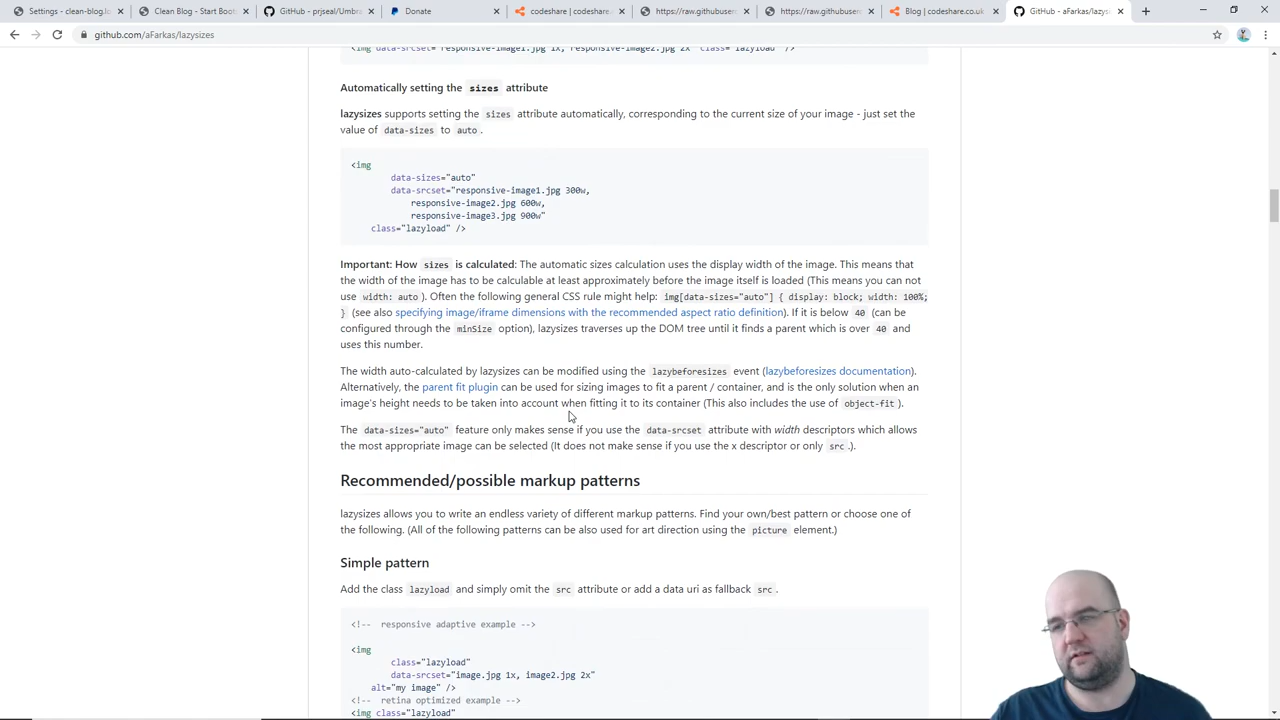 Settings - clean-blog.lo
Clean Blog - Start Boots
GitHub - prjseal/Umbra
Donate
codeshare | codeshare.
https://raw.githubuserc
https://raw.githubuserc
Blog | codeshare.co.uk
GitHub - aFarkas/lazys
github.com/aFarkas/lazysizes
<img data-srcset="responsive-image1.jpg 1x, responsive-image2.jpg 2x" class="lazyload" />
Automatically setting the sizes attribute
lazysizes supports setting the sizes attribute automatically, corresponding to the current size of your image - just set the
value of data-sizes to auto .
<img
data-sizes="auto"
data-srcset="responsive-image1.jpg 300w,
responsive-image2.jpg 600w,
responsive-image3.jpg 900w"
class="lazyload" />
Important: How sizes is calculated: The automatic sizes calculation uses the display width of the image. This means that
the width of the image has to be calculable at least approximately before the image itself is loaded (This means you can not
use width: auto ). Often the following general CSS rule might help: img[data-sizes="auto"] { display: block; width: 100%;
} (see also specifying image/iframe dimensions with the recommended aspect ratio definition). If it is below 40 (can be
configured through the minSize option), lazysizes traverses up the DOM tree until it finds a parent which is over 40 and
uses this number.
The width auto-calculated by lazysizes can be modified using the lazybeforesizes event (lazybeforesizes documentation).
Alternatively, the parent fit plugin can be used for sizing images to fit a parent / container, and is the only solution when an
image's height needs to be taken into account when fitting it to its container (This also includes the use of object-fit ).
The data-sizes="auto" feature only makes sense if you use the data-srcset attribute with width descriptors which allows
the most appropriate image can be selected (It does not make sense if you use the x descriptor or only src .).
Recommended/possible markup patterns
lazysizes allows you to write an endless variety of different markup patterns. Find your own/best pattern or choose one of
the following. (All of the following patterns can be also used for art direction using the picture element.)
Simple pattern
Add the class lazyload and simply omit the src attribute or add a data uri as fallback src .
<!-- responsive adaptive example -->
<img
class="lazyload"
data-srcset="image.jpg 1x, image2.jpg 2x"
alt="my image" />
<!-- retina optimized example -->
<img class="lazyload"